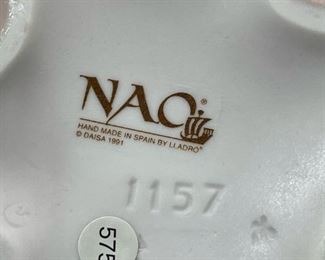 NAO®
HAND MADE IN SPAIN BY LLADRO®
© DAISA 1991
1157
575